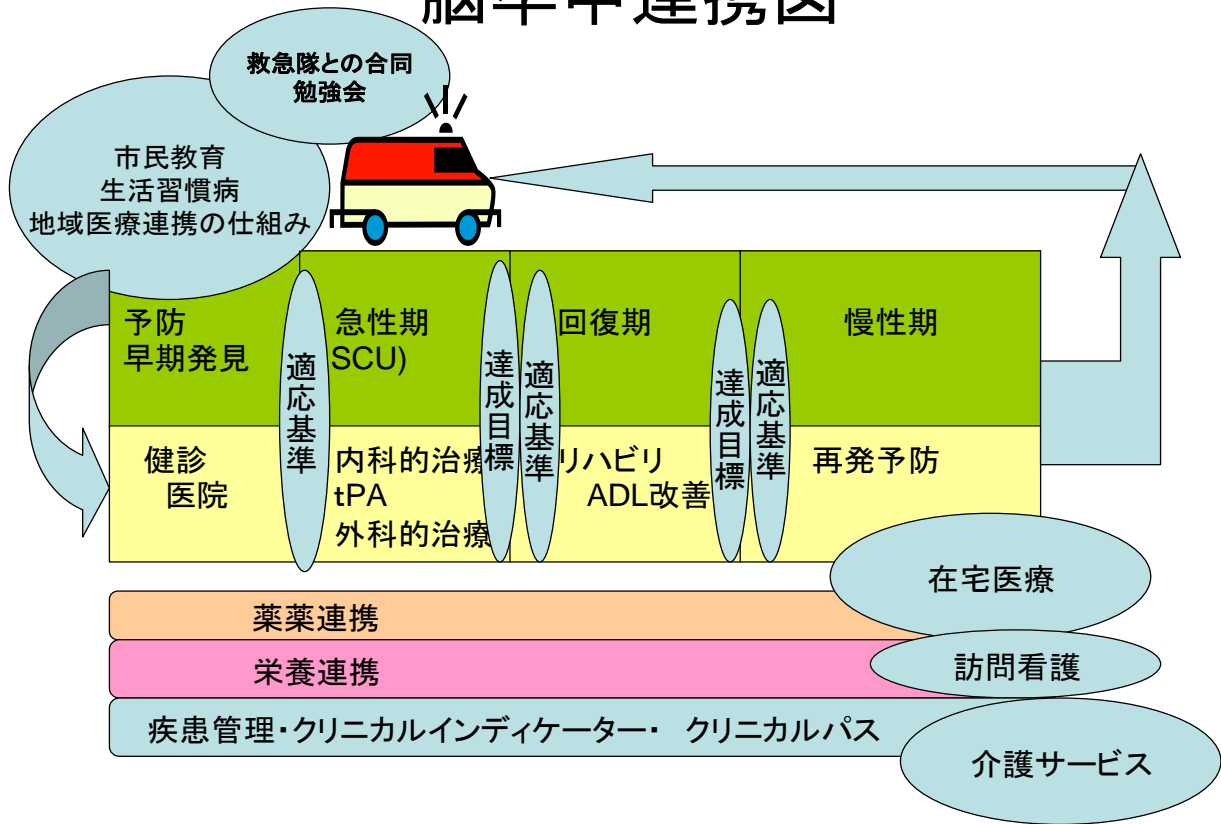 脳卒中連携図
救急隊との合同
勉強会
市民教育
生活習慣病
地域医療連携の仕組み
予防
早期発見
適応基準
急性期
SCU)
達成目標
適応基準
回復期
達成目標
適応基準
慢性期
健診
医院
内科的治療
tPA
外科的治療
リハビリ
ADL改善
再発予防
在宅医療
薬薬連携
訪問看護
栄養連携
疾患管理・クリニカルインディケーター・ クリニカルパス
介護サービス